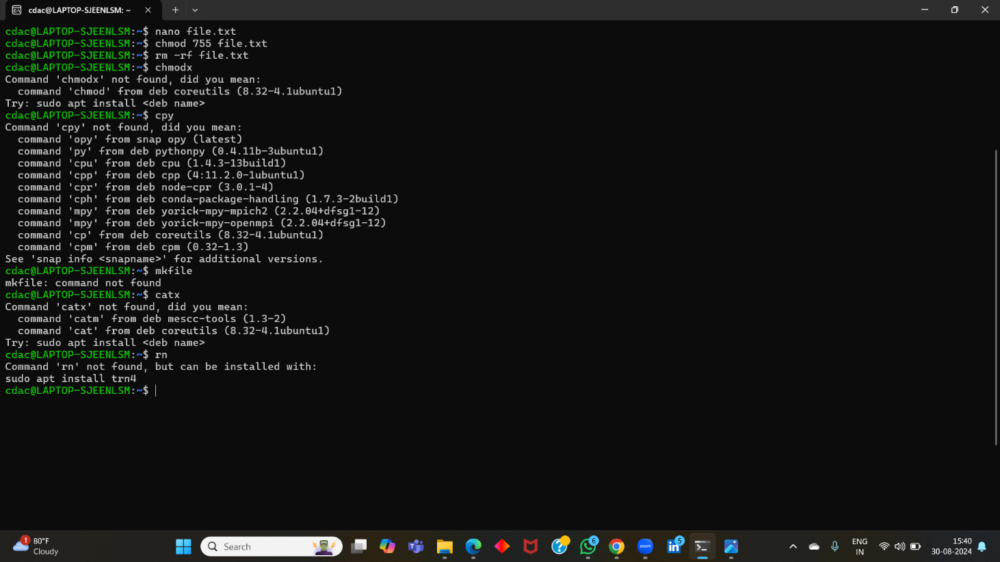 cdac@LAPTOP-SJEENLSM: ~
cdac@LAPTOP-SJEENLSM:~$ nano file.txt
cdac@LAPTOP-SJEENLSM:~$ chmod 755 file.txt
cdac@LAPTOP-SJEENLSM:~$ rm -rf file.txt
cdac@LAPTOP-SJEENLSM:~$ chmodx
Command 'chmodx' not found, did you mean:
  command 'chmod' from deb coreutils (8.32-4.1ubuntu1)
Try: sudo apt install <deb name>
cdac@LAPTOP-SJEENLSM:~$ cpy
Command 'cpy' not found, did you mean:
  command 'opy' from snap opy (latest)
  command 'py' from deb pythonpy (0.4.11b-3ubuntu1)
  command 'cpu' from deb cpu (1.4.3-13build1)
  command 'cpp' from deb cpp (4:11.2.0-1ubuntu1)
  command 'cpr' from deb node-cpr (3.0.1-4)
  command 'cph' from deb conda-package-handling (1.7.3-2build1)
  command 'mpy' from deb yorick-mpy-mpich2 (2.2.04+dfsg1-12)
  command 'mpy' from deb yorick-mpy-openmpi (2.2.04+dfsg1-12)
  command 'cp' from deb coreutils (8.32-4.1ubuntu1)
  command 'cpm' from deb cpm (0.32-1.3)
See 'snap info <snapname>' for additional versions.
cdac@LAPTOP-SJEENLSM:~$ mkfile
mkfile: command not found
cdac@LAPTOP-SJEENLSM:~$ catx
Command 'catx' not found, did you mean:
  command 'catm' from deb mescc-tools (1.3-2)
  command 'cat' from deb coreutils (8.32-4.1ubuntu1)
Try: sudo apt install <deb name>
cdac@LAPTOP-SJEENLSM:~$ rn
Command 'rn' not found, but can be installed with:
sudo apt install trn4
cdac@LAPTOP-SJEENLSM:~$
1
80°F
Cloudy
Search
6
zoom
in
5
ENG
IN
15:40
30-08-2024